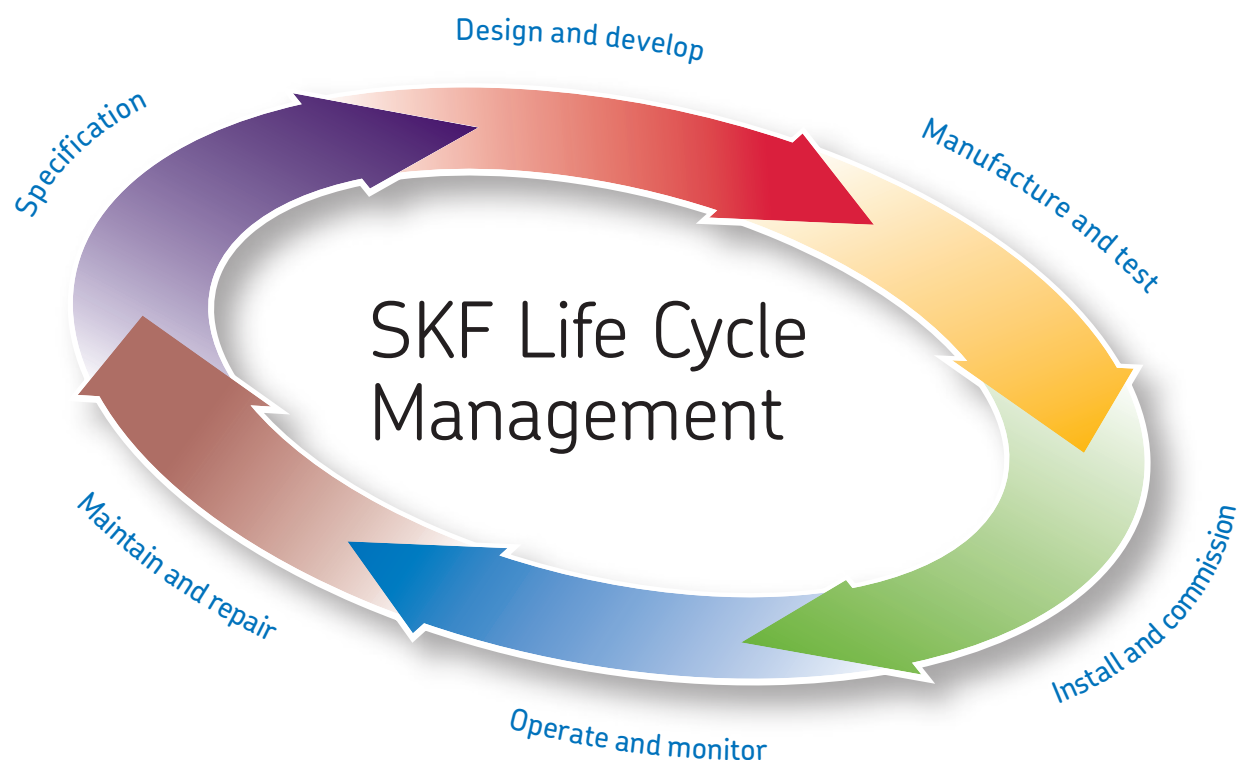 Design and develop
Specification
Manufacture and test
SKF Life Cycle
Management
Maintain and repair
Install and commission
Operate and monitor